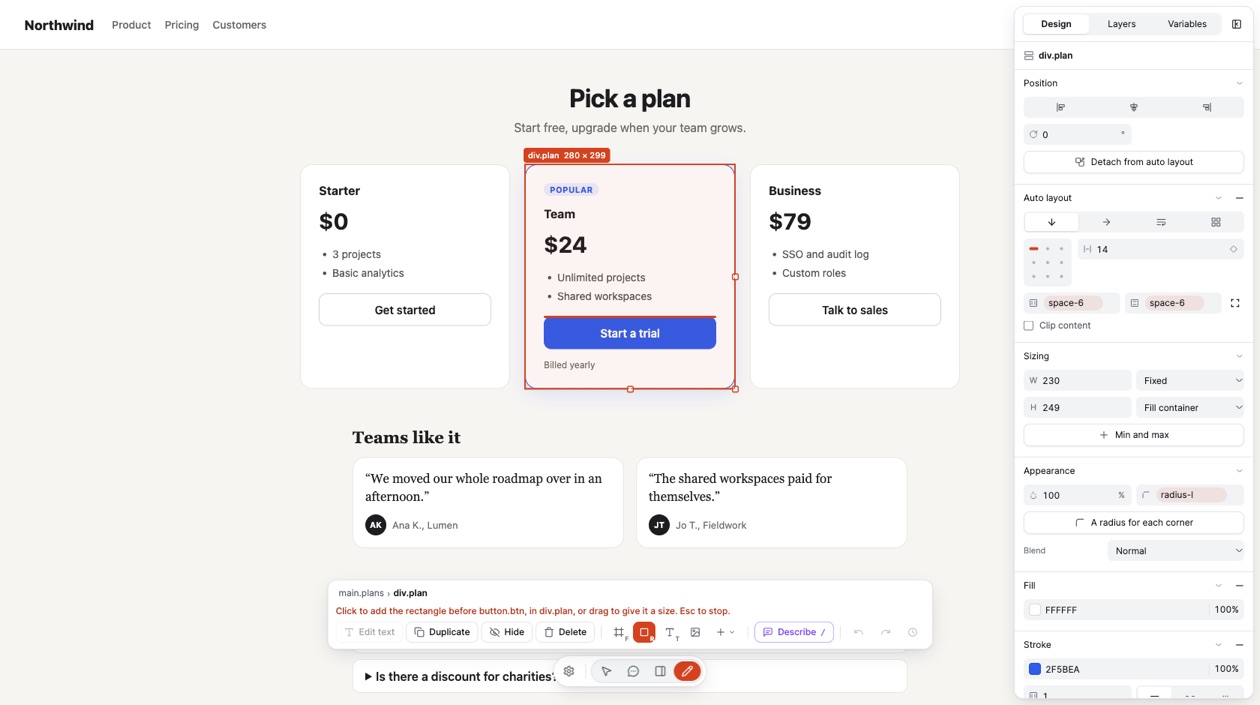 Northwind Product Pricing Customers
Pick a plan
Start free, upgrade when your team grows.
div.plan 280 × 299
Starter
$0
3 projects
Basic analytics
Get started
POPULAR
Team
$24
Unlimited projects
Shared workspaces
Start a trial
Billed yearly
Business
$79
SSO and audit log
Custom roles
Talk to sales
Teams like it
“We moved our whole roadmap over in an
afternoon.”
AK Ana K., Lumen
“The shared workspaces paid for
themselves.”
JT Jo T., Fieldwork
main.plans › div.plan
Click to add the rectangle before button.btn, in div.plan, or drag to give it a size. Esc to stop.
Edit text Duplicate Hide Delete F R T Describe /
Is there a discount for charities?
Design Layers Variables
div.plan
Position
0 °
Detach from auto layout
Auto layout
14
space-6 space-6
Clip content
Sizing
W 230 Fixed
H 249 Fill container
Min and max
Appearance
100 % radius-l
A radius for each corner
Blend Normal
Fill
FFFFFF 100%
Stroke
2F5BEA 100%
1